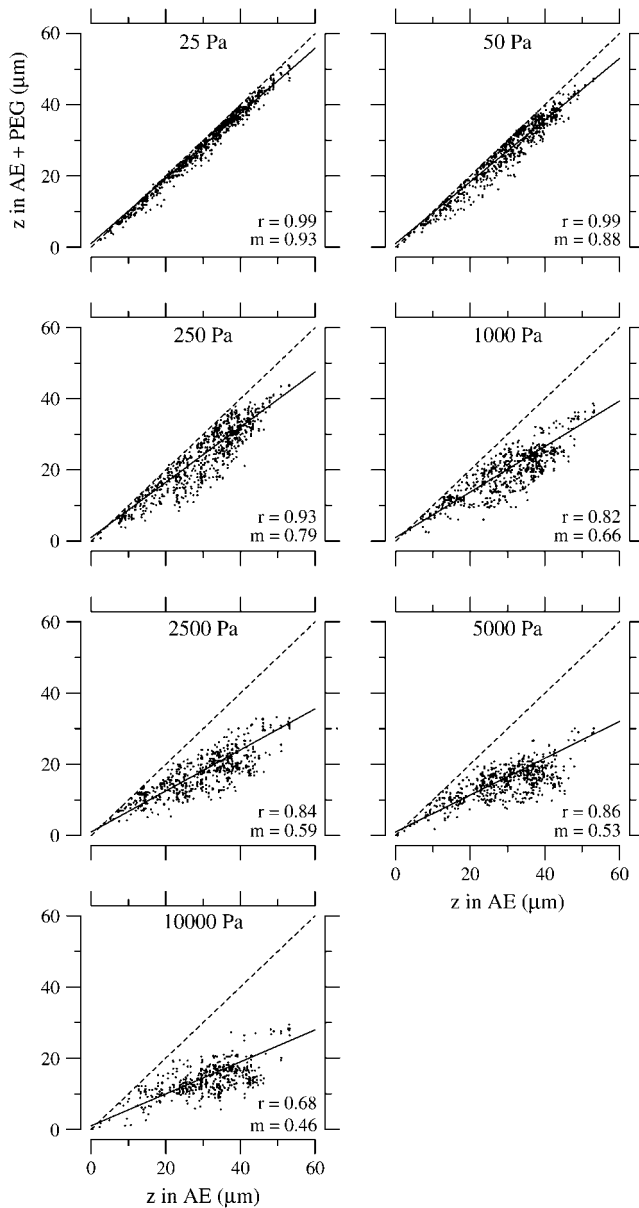 25 Pa
50 Pa
60
40
20
0
z in AE + PEG (μm)
r = 0.99
m = 0.93
r = 0.99
m = 0.88
250 Pa
1000 Pa
60
40
20
0
r = 0.93
m = 0.79
r = 0.82
m = 0.66
2500 Pa
5000 Pa
60
40
20
0
r = 0.84
m = 0.59
r = 0.86
m = 0.53
0 20 40 60
z in AE (μm)
10000 Pa
60
40
20
0
r = 0.68
m = 0.46
0 20 40 60
z in AE (μm)